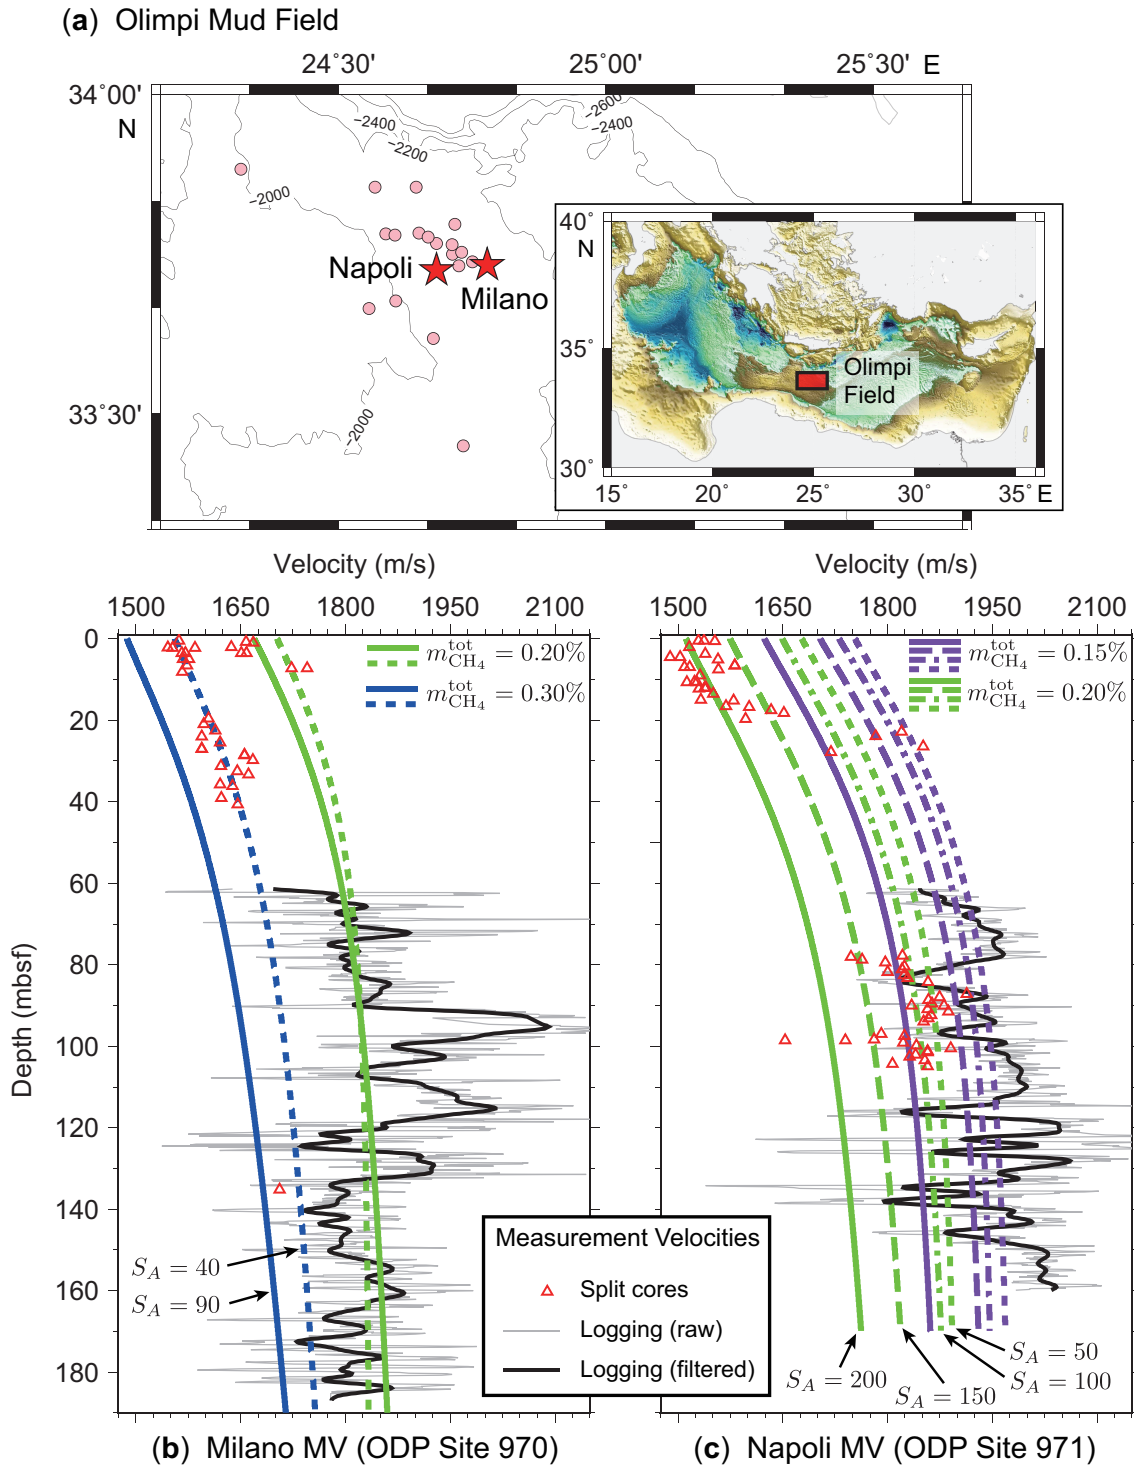 (a) Olimpi Mud Field
24°30' 25°00' 25°30' E
34°00'
N
33°30'
−2600
−2400
−2400
−2200
−2000
−2000
Napoli
Milano
40°
N
35°
30°
15° 20° 25° 30° 35° E
Olimpi
Field
Velocity (m/s)
1500 1650 1800 1950 2100
Velocity (m/s)
1500 1650 1800 1950 2100
Depth (mbsf)
0
20
40
60
80
100
120
140
160
180
m_CH4^tot = 0.20%
m_CH4^tot = 0.30%
S_A = 40
S_A = 90
m_CH4^tot = 0.15%
m_CH4^tot = 0.20%
S_A = 50
S_A = 100
S_A = 150
S_A = 200
Measurement Velocities
Split cores
Logging (raw)
Logging (filtered)
(b) Milano MV (ODP Site 970)
(c) Napoli MV (ODP Site 971)